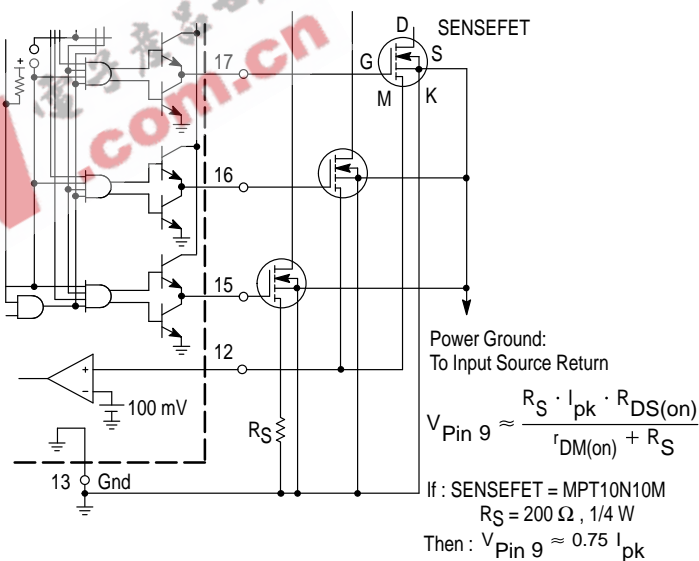 D
SENSEFET
G
S
M
K
17
16
15
12
100 mV
RS
13
Gnd
.com.cn
Power Ground:
To Input Source Return
V Pin 9 ≈ RS · Ipk · RDS(on) / rDM(on) + RS
If : SENSEFET = MPT10N10M
RS = 200 Ω , 1/4 W
Then : V Pin 9 ≈ 0.75 Ipk